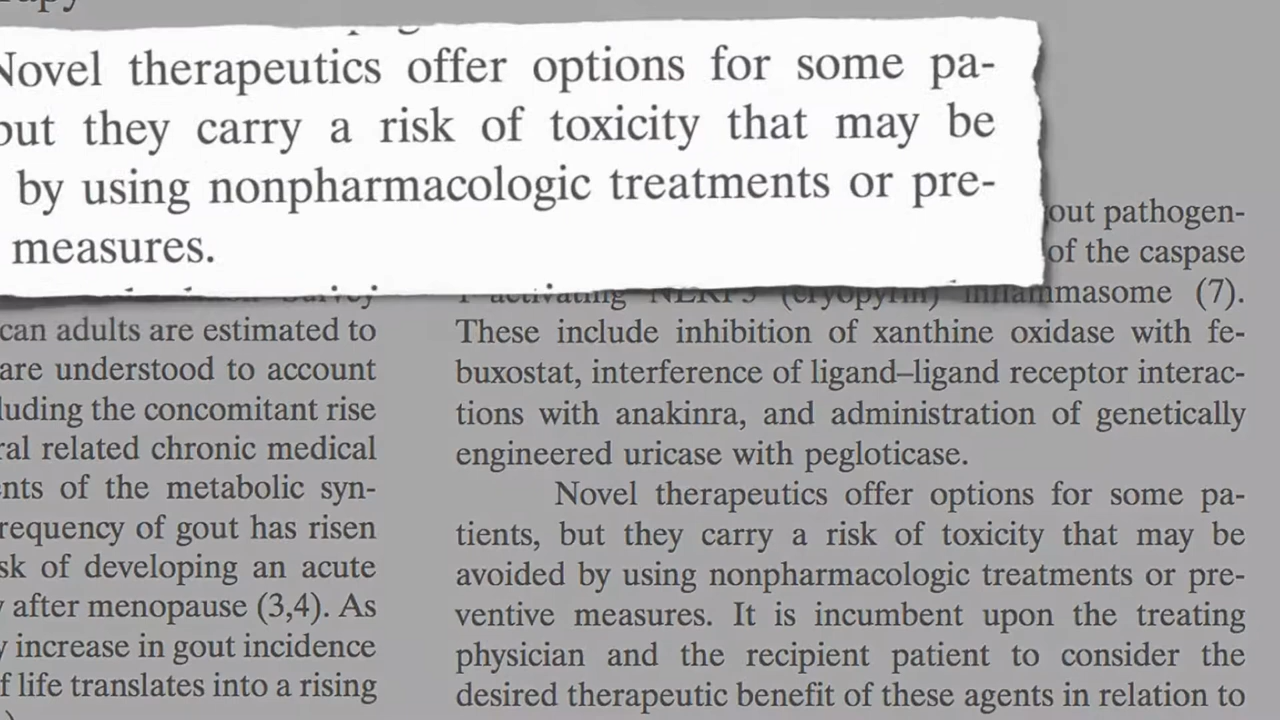 Novel therapeutics offer options for some pa-
but they carry a risk of toxicity that may be
by using nonpharmacologic treatments or pre-
measures.
can adults are estimated to
are understood to account
luding the concomitant rise
ral related chronic medical
nts of the metabolic syn-
requency of gout has risen
sk of developing an acute
after menopause (3,4). As
increase in gout incidence
f life translates into a rising
out pathogen-
of the caspase
activating NLRP3 (cryopyrin) inflammasome (7).
These include inhibition of xanthine oxidase with fe-
buxostat, interference of ligand–ligand receptor interac-
tions with anakinra, and administration of genetically
engineered uricase with pegloticase.
Novel therapeutics offer options for some pa-
tients, but they carry a risk of toxicity that may be
avoided by using nonpharmacologic treatments or pre-
ventive measures. It is incumbent upon the treating
physician and the recipient patient to consider the
desired therapeutic benefit of these agents in relation to